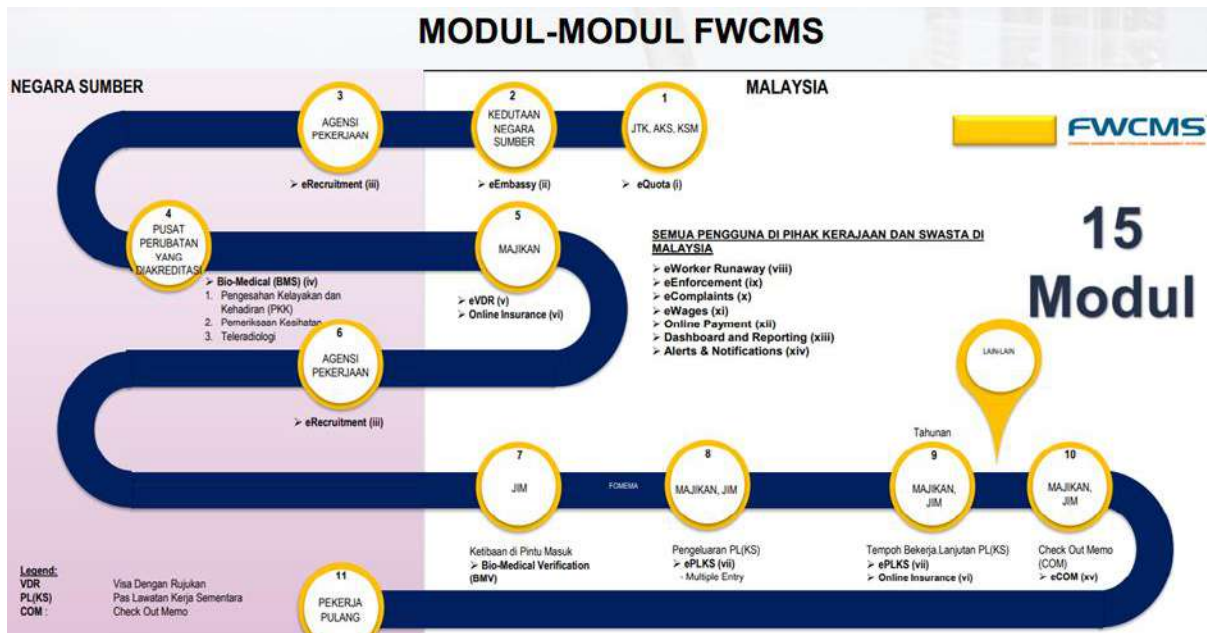 MODUL-MODUL FWCMS
NEGARA SUMBER
MALAYSIA
FWCMS
15
Modul
1
JTK, AKS, KSM
➢ eQuota (i)
2
KEDUTAAN
NEGARA
SUMBER
➢ eEmbassy (ii)
3
AGENSI
PEKERJAAN
➢ eRecruitment (iii)
4
PUSAT
PERUBATAN
YANG
DIAKREDITASI
➢ Bio-Medical (BMS) (iv)
1. Pengesahan Kelayakan dan
Kehadiran (PKK)
2. Pemeriksaan Kesihatan
3. Teleradiologi
5
MAJIKAN
➢ eVDR (v)
➢ Online Insurance (vi)
SEMUA PENGGUNA DI PIHAK KERAJAAN DAN SWASTA DI
MALAYSIA
➢ eWorker Runaway (viii)
➢ eEnforcement (ix)
➢ eComplaints (x)
➢ eWages (xi)
➢ Online Payment (xii)
➢ Dashboard and Reporting (xiii)
➢ Alerts & Notifications (xiv)
6
AGENSI
PEKERJAAN
➢ eRecruitment (iii)
LAIN-LAIN
7
JIM
Ketibaan di Pintu Masuk
➢ Bio-Medical Verification
(BMV)
FOMEMA
8
MAJIKAN, JIM
Pengeluaran PL(KS)
➢ ePLKS (vii)
- Multiple Entry
Tahunan
9
MAJIKAN,
JIM
Tempoh Bekerja.Lanjutan PL(KS)
➢ ePLKS (vii)
➢ Online Insurance (vi)
10
MAJIKAN,
JIM
Check Out Memo
(COM)
➢ eCOM (xv)
11
PEKERJA
PULANG
Legend:
VDR Visa Dengan Rujukan
PL(KS) Pas Lawatan Kerja Sementara
COM : Check Out Memo